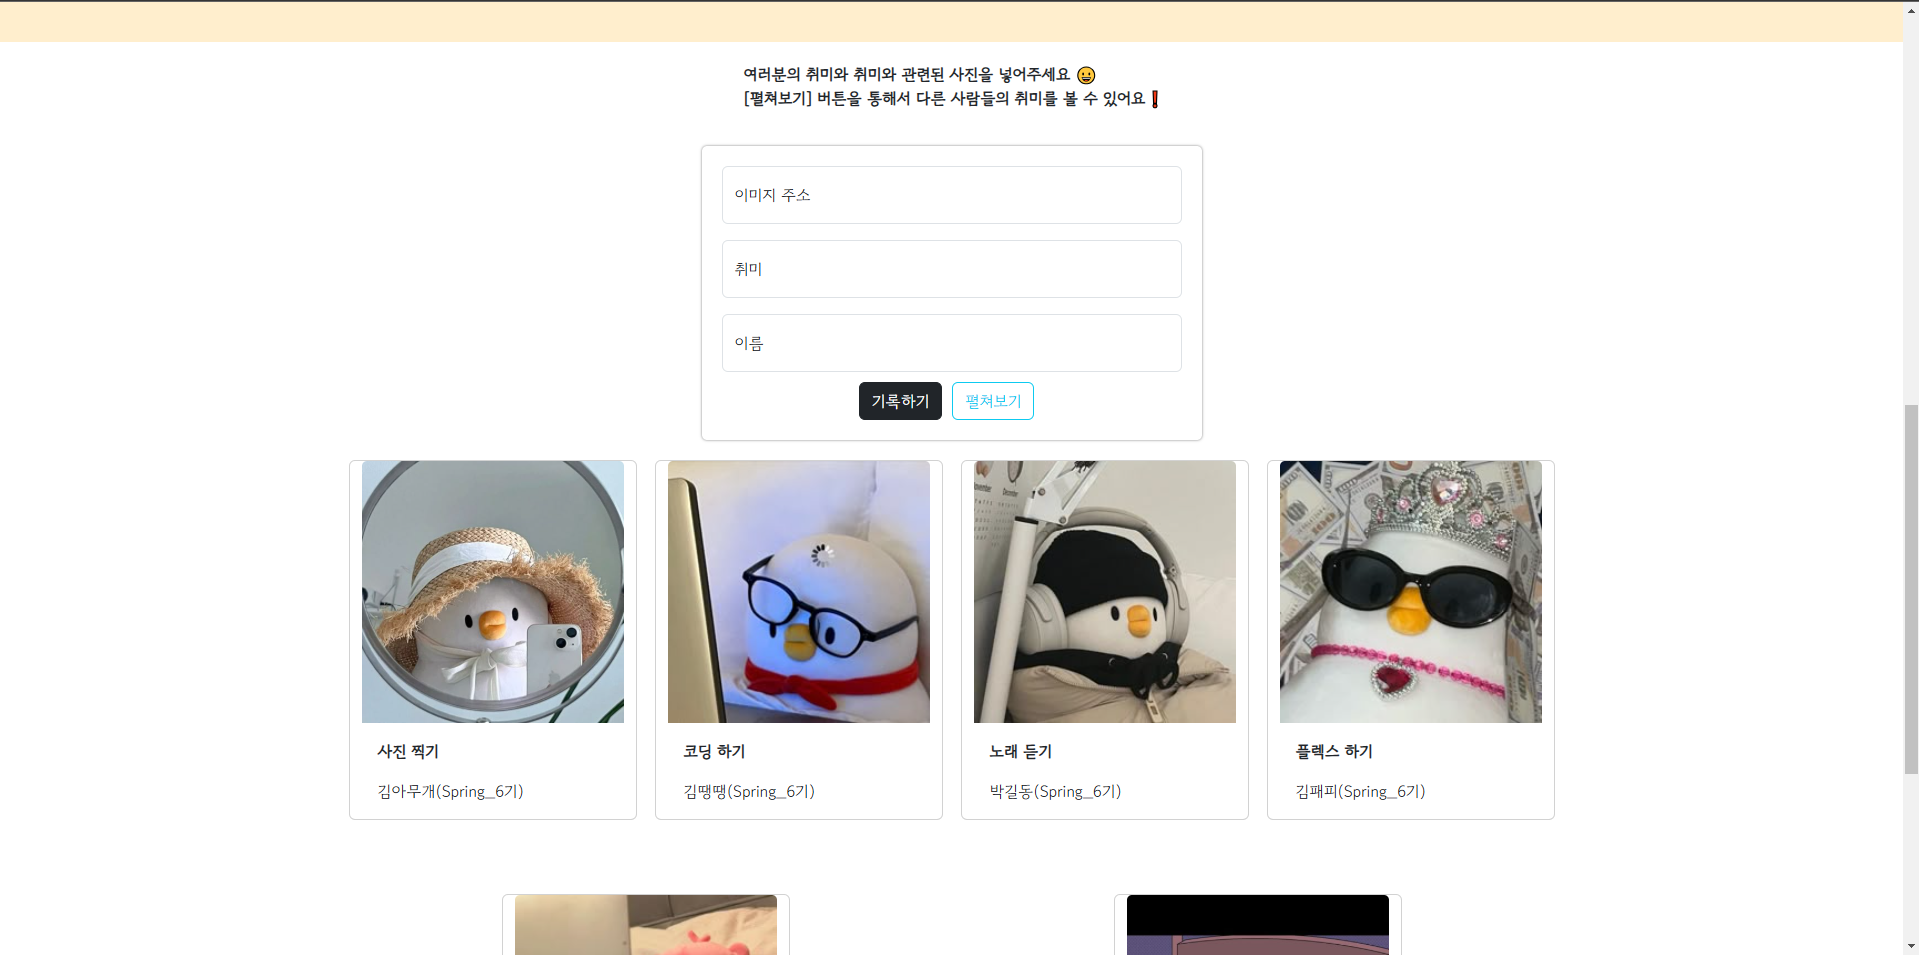 여러분의 취미와 취미와 관련된 사진을 넣어주세요 😀
[펼쳐보기] 버튼을 통해서 다른 사람들의 취미를 볼 수 있어요❗
이미지 주소
취미
이름
기록하기 펼쳐보기
사진 찍기
김아무개(Spring_6기)
코딩 하기
김땡땡(Spring_6기)
노래 듣기
박길동(Spring_6기)
플렉스 하기
김패피(Spring_6기)